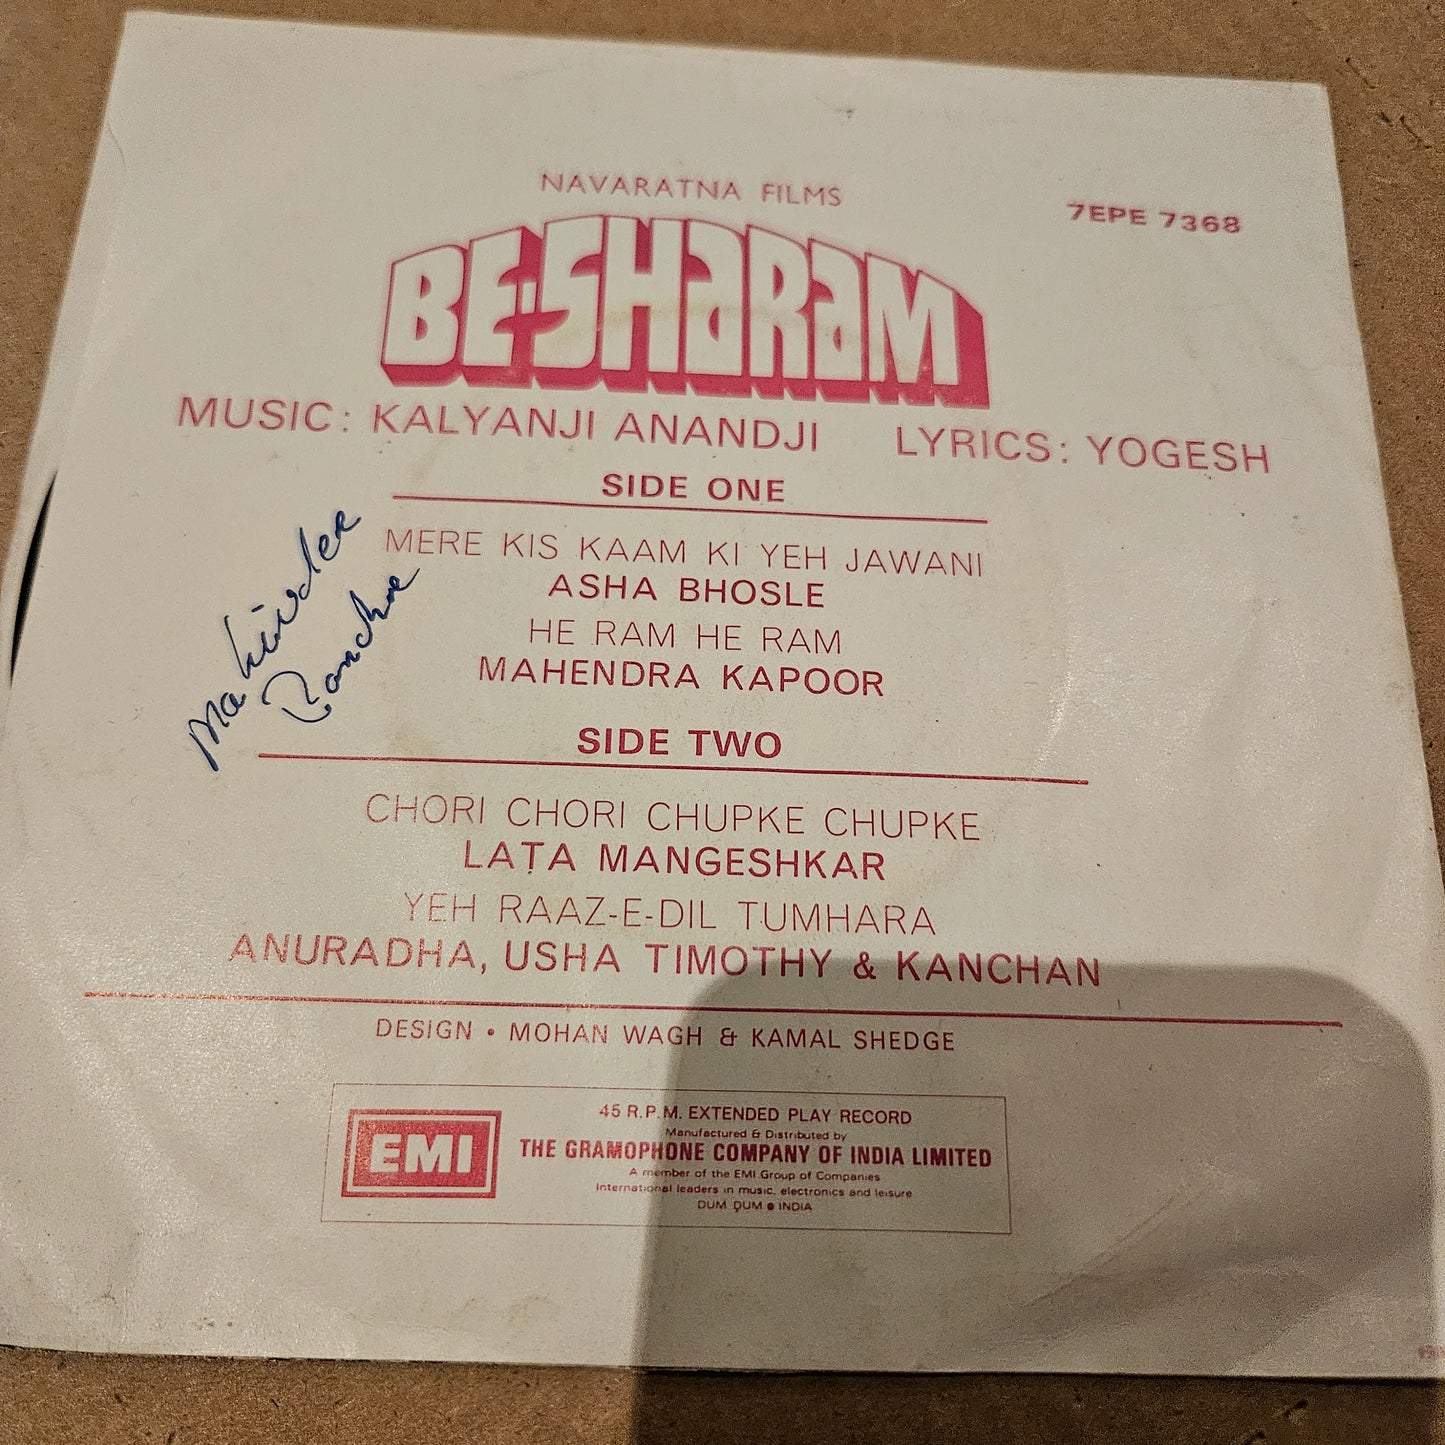 NAVARATNA FILMS
7EPE 7368
BE-SHARAM
MUSIC: KALYANJI ANANDJI LYRICS: YOGESH
SIDE ONE
MERE KIS KAAM KI YEH JAWANI
ASHA BHOSLE
HE RAM HE RAM
MAHENDRA KAPOOR
Mahinder
SIDE TWO
CHORI CHORI CHUPKE CHUPKE
LATA MANGESHKAR
YEH RAAZ-E-DIL TUMHARA
ANURADHA, USHA TIMOTHY & KANCHAN
DESIGN • MOHAN WAGH & KAMAL SHEDGE
EMI
45 R.P.M. EXTENDED PLAY RECORD
Manufactured & Distributed by
THE GRAMOPHONE COMPANY OF INDIA LIMITED
A member of the EMI Group of Companies
International leaders in music, electronics and leisure
DUM DUM • INDIA